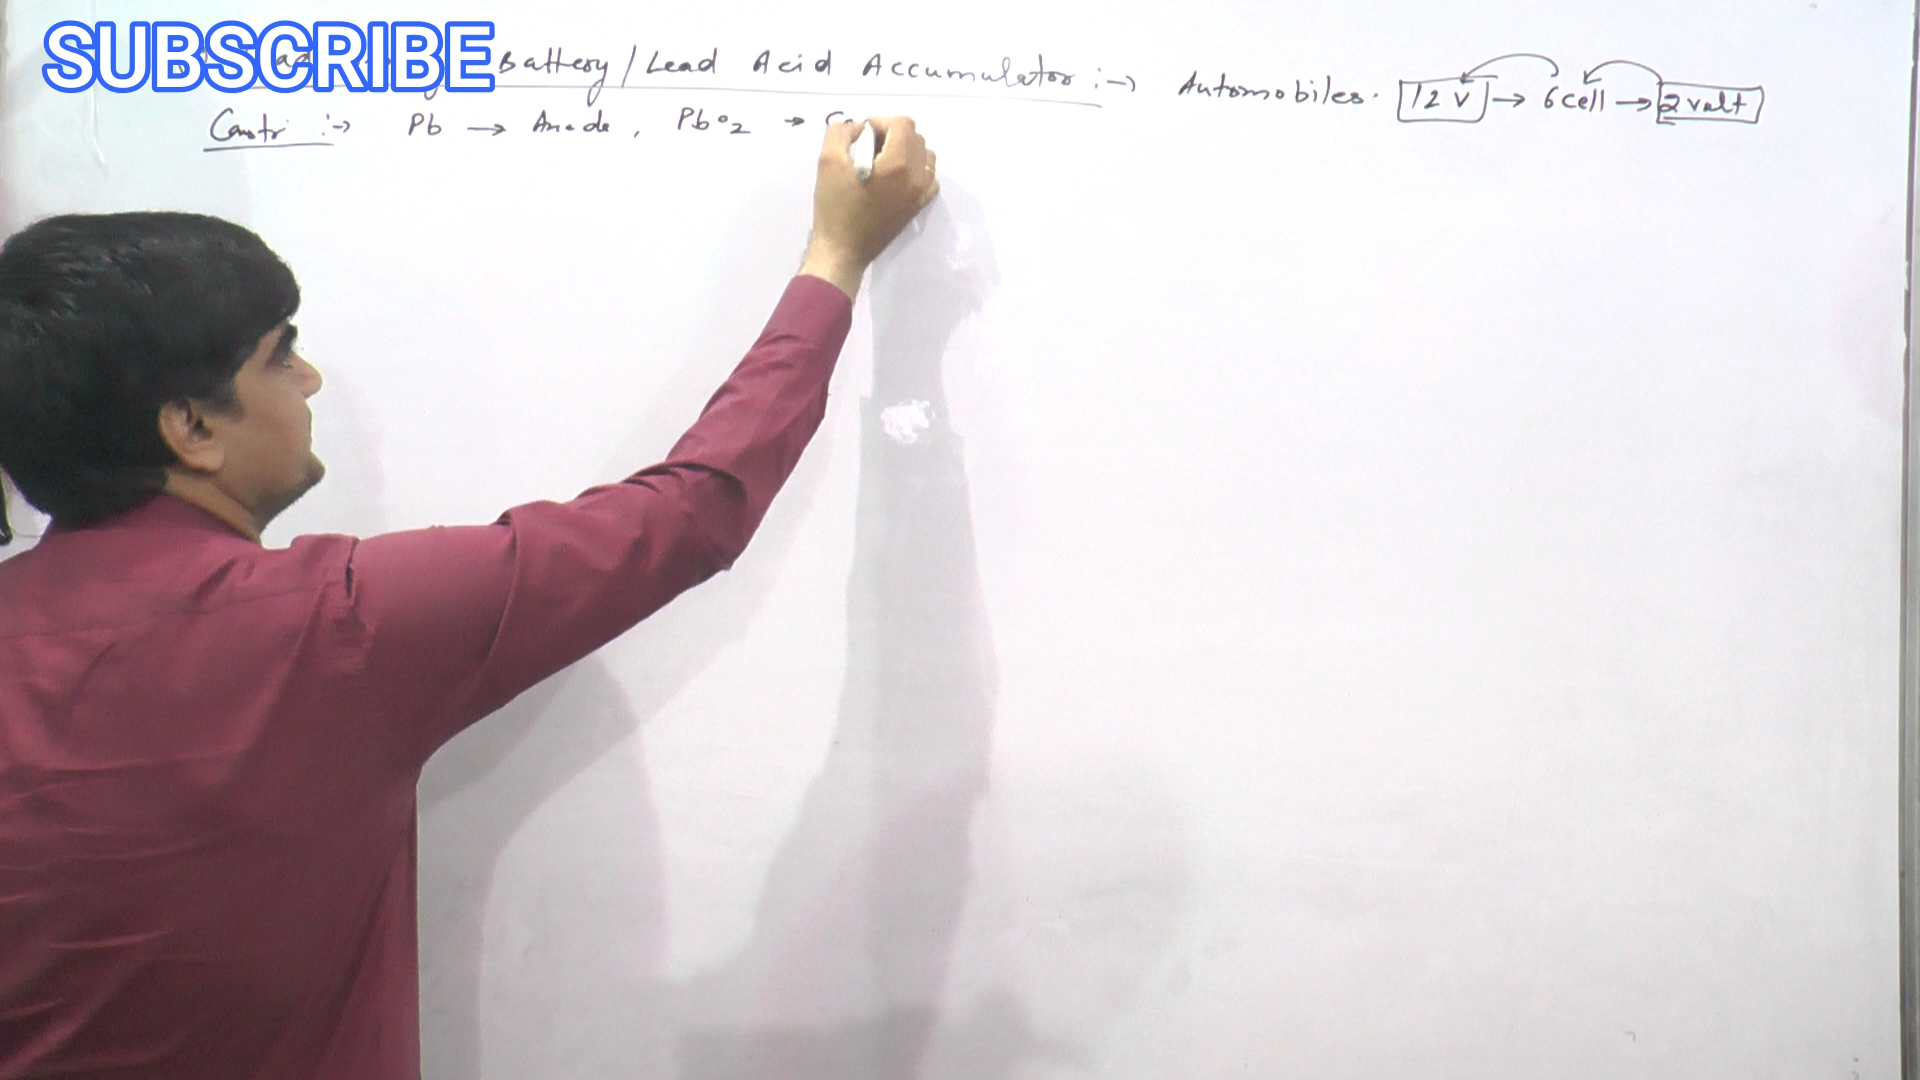 SUBSCRIBE Battery / Lead Acid Accumulator :→ Automobiles. 12 V → 6 cell → 2 volt
Constr :→ Pb → Anode , PbO2 →